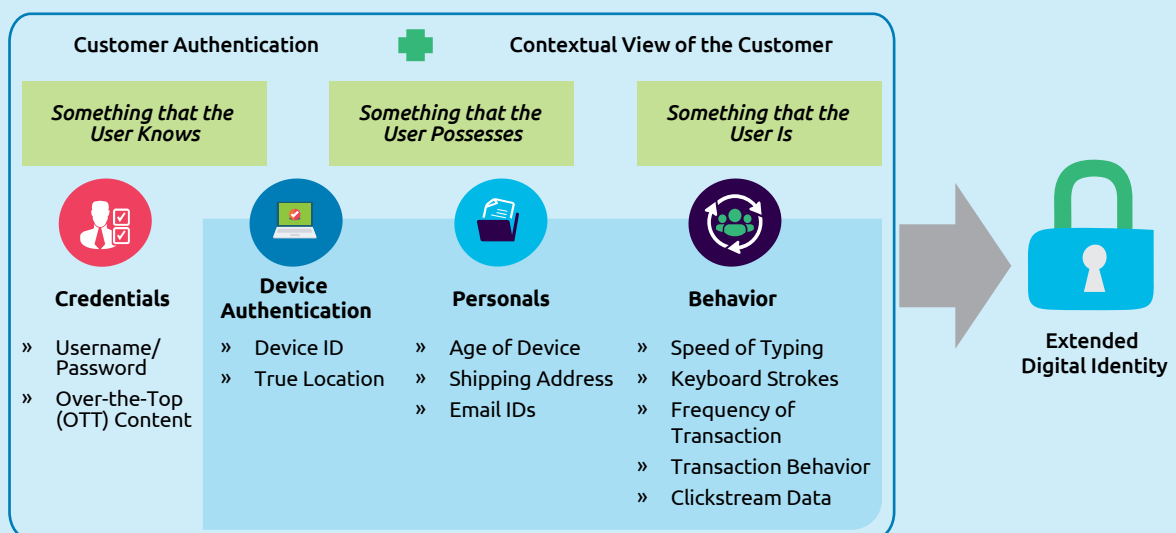 Customer Authentication
Contextual View of the Customer
Something that the
User Knows
Something that the
User Possesses
Something that the
User Is
Credentials
» Username/
Password
» Over-the-Top
(OTT) Content
Device
Authentication
» Device ID
» True Location
Personals
» Age of Device
» Shipping Address
» Email IDs
Behavior
» Speed of Typing
» Keyboard Strokes
» Frequency of
Transaction
» Transaction Behavior
» Clickstream Data
Extended
Digital Identity